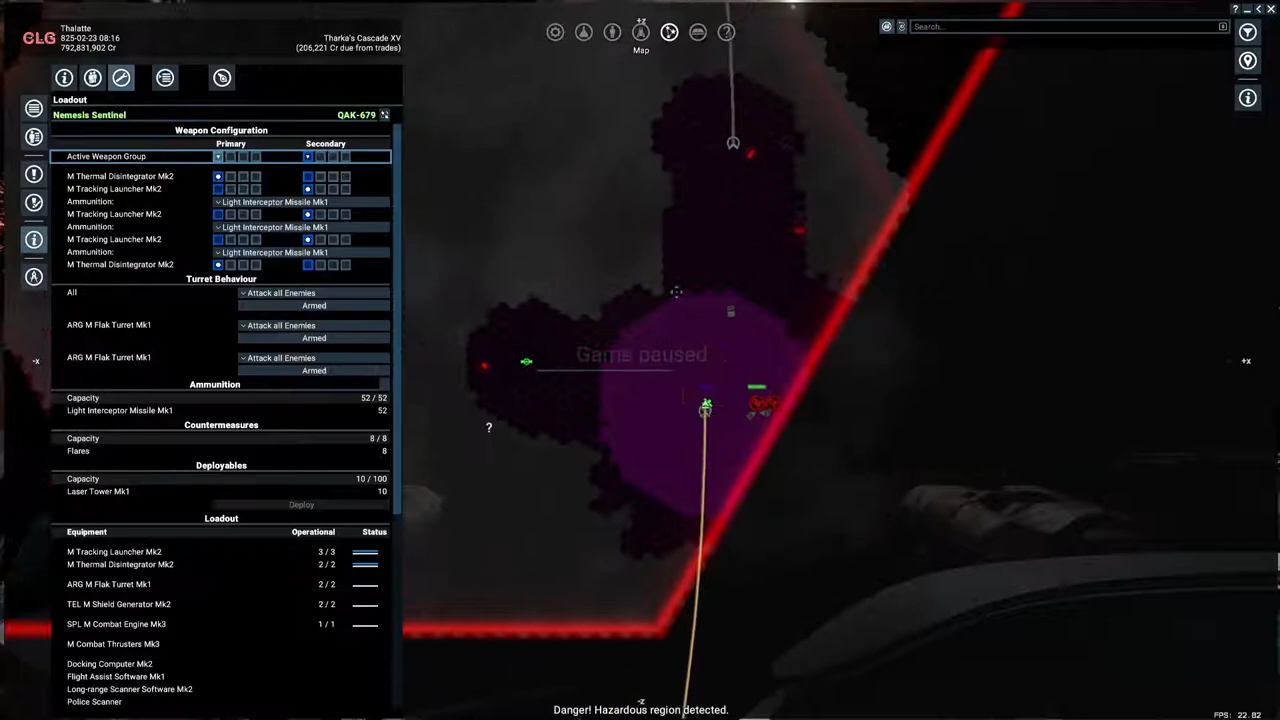 CLG
Thalatte
825-02-23 08:16
792,831,902 Cr
Tharka's Cascade XV
(206,221 Cr due from trades)
+z
Map
Search...
Loadout
Nemesis Sentinel QAK-679
Weapon Configuration
Primary Secondary
Active Weapon Group
M Thermal Disintegrator Mk2
M Tracking Launcher Mk2
Ammunition: Light Interceptor Missile Mk1
M Tracking Launcher Mk2
Ammunition: Light Interceptor Missile Mk1
M Tracking Launcher Mk2
Ammunition: Light Interceptor Missile Mk1
M Thermal Disintegrator Mk2
Turret Behaviour
All Attack all Enemies
Armed
ARG M Flak Turret Mk1 Attack all Enemies
Armed
ARG M Flak Turret Mk1 Attack all Enemies
Armed
Ammunition
Capacity 52 / 52
Light Interceptor Missile Mk1 52
Countermeasures
Capacity 8 / 8
Flares 8
Deployables
Capacity 10 / 100
Laser Tower Mk1 10
Deploy
Loadout
Equipment Operational Status
M Tracking Launcher Mk2 3 / 3
M Thermal Disintegrator Mk2 2 / 2
ARG M Flak Turret Mk1 2 / 2
TEL M Shield Generator Mk2 2 / 2
SPL M Combat Engine Mk3 1 / 1
M Combat Thrusters Mk3
Docking Computer Mk2
Flight Assist Software Mk1
Long-range Scanner Software Mk2
Police Scanner
-x
+x
Game paused
?
-z
Danger! Hazardous region detected.
FPS: 22.82